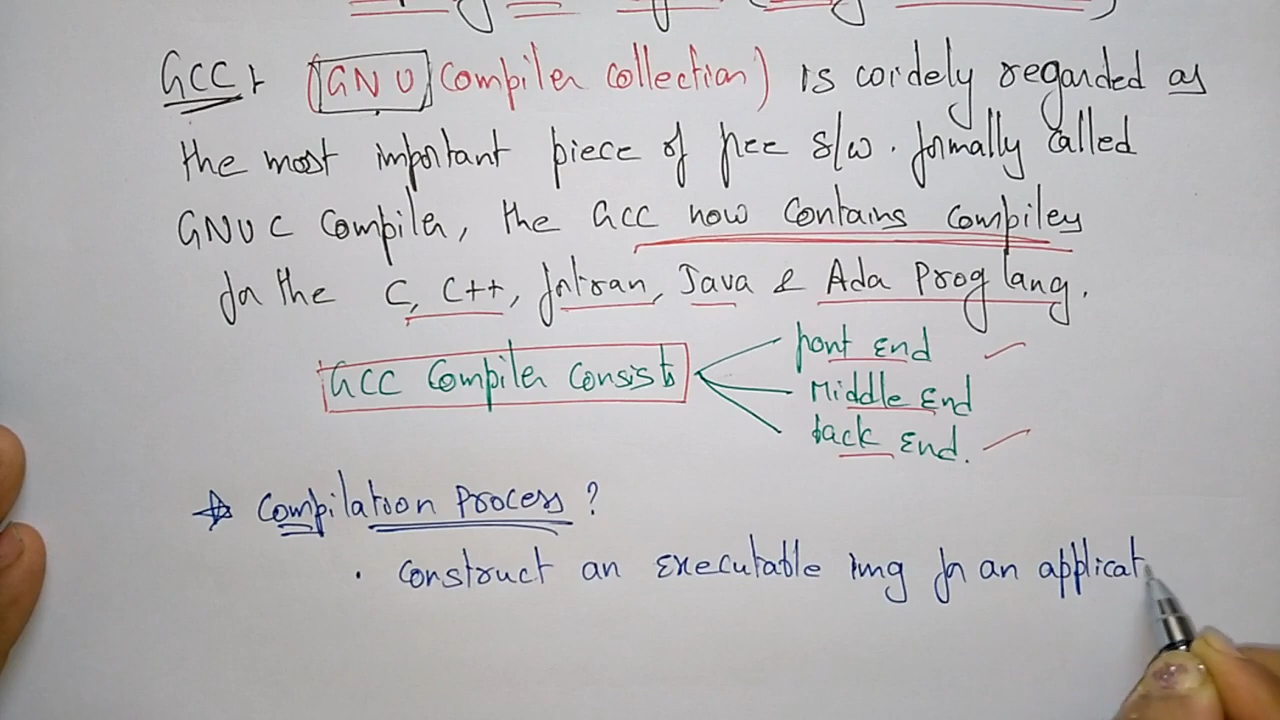 GCC:- (GNU Compiler Collection) is widely regarded as
the most important piece of free s/w. formally called
GNU C Compiler, the GCC now contains compilers
for the C, C++, fortran, Java & Ada Prog lang.
GCC Compiler Consists
front End
Middle End
back End.
Compilation Process?
. Construct an executable img for an applicat